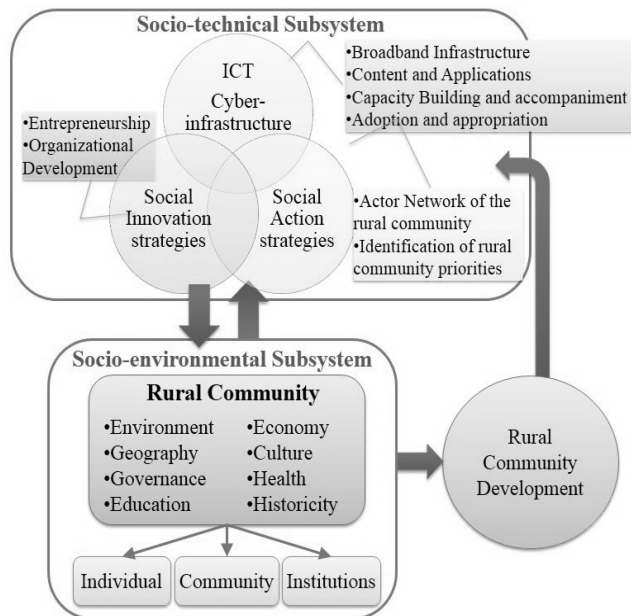 Socio-technical Subsystem
ICT
Cyber-
infrastructure
•Broadband Infrastructure
•Content and Applications
•Capacity Building and accompaniment
•Adoption and appropriation
•Entrepreneurship
•Organizational
Development
Social
Innovation
strategies
Social
Action
strategies
•Actor Network of the
rural community
•Identification of rural
community priorities
Socio-environmental Subsystem
Rural Community
•Environment
•Geography
•Governance
•Education
•Economy
•Culture
•Health
•Historicity
Individual
Community
Institutions
Rural
Community
Development